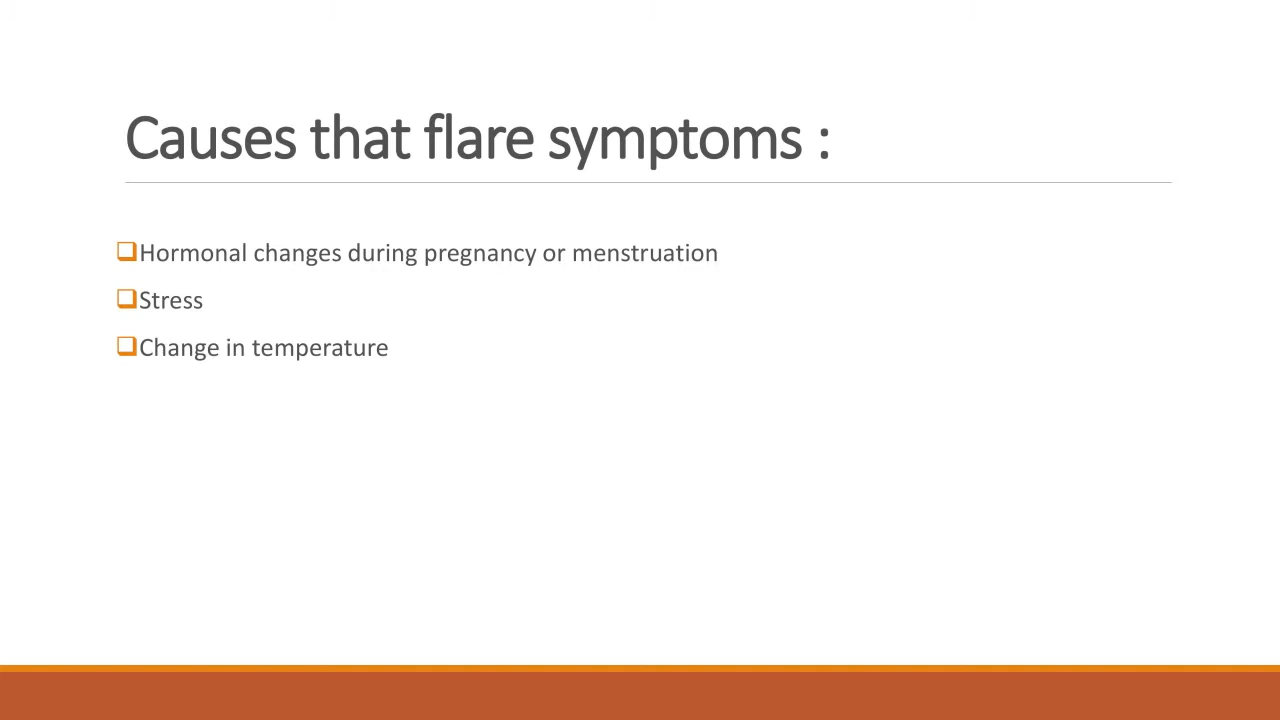 Causes that flare symptoms :
Hormonal changes during pregnancy or menstruation
Stress
Change in temperature